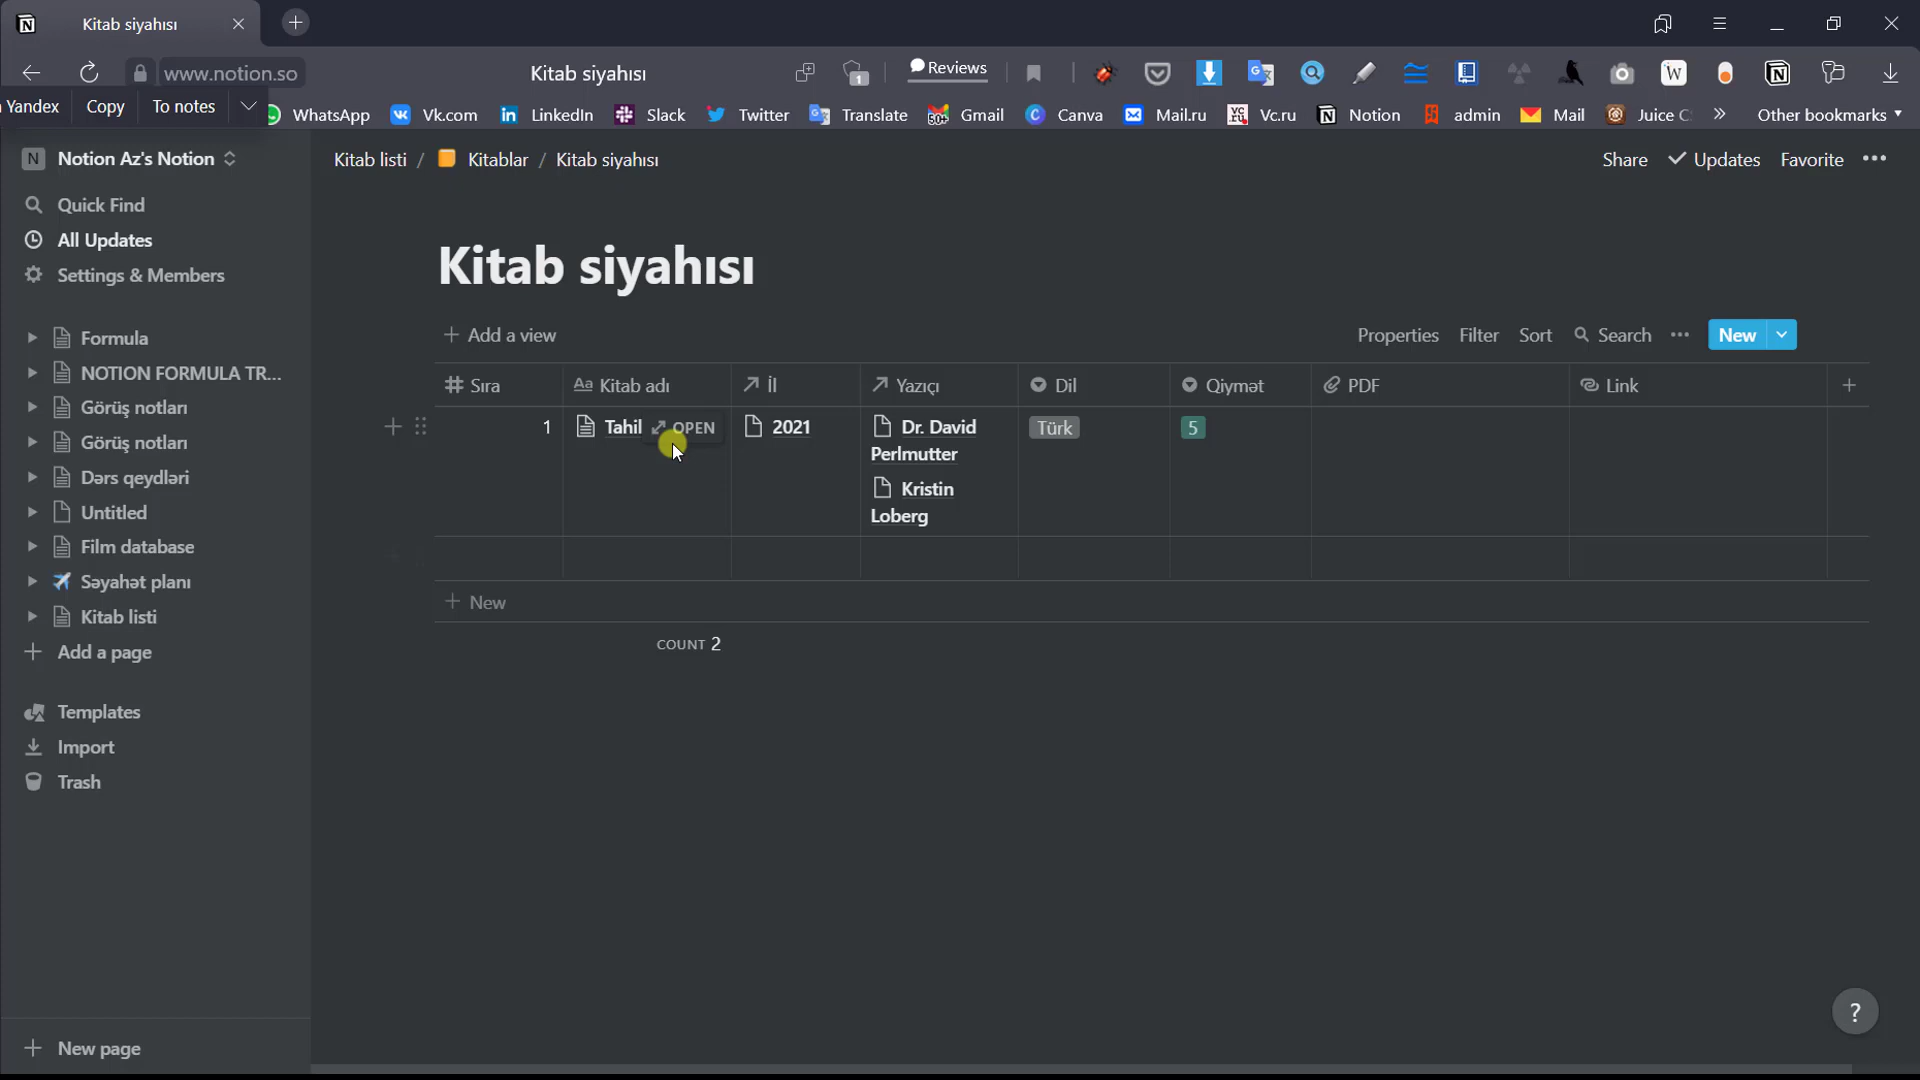 Kitab siyahısı
www.notion.so
Kitab siyahısı
1
Reviews
Yandex
Copy
To notes
WhatsApp
Vk.com
LinkedIn
Slack
Twitter
Translate
50+
Gmail
Canva
Mail.ru
Vc.ru
Notion
admin
Mail
Juice
Other bookmarks
N
Notion Az's Notion
Quick Find
All Updates
Settings & Members
Formula
NOTION FORMULA TR...
Görüş notları
Görüş notları
Dərs qeydləri
Untitled
Film database
Səyahət planı
Kitab listi
Add a page
Templates
Import
Trash
New page
Kitab listi / Kitablar / Kitab siyahısı
Share
Updates
Favorite
Kitab siyahısı
Add a view
Properties
Filter
Sort
Search
New
Sıra
Aa Kitab adı
İl
Yazıçı
Dil
Qiymət
PDF
Link
1
Tahil
OPEN
2021
Dr. David
Perlmutter
Kristin
Loberg
Türk
5
New
COUNT 2
?